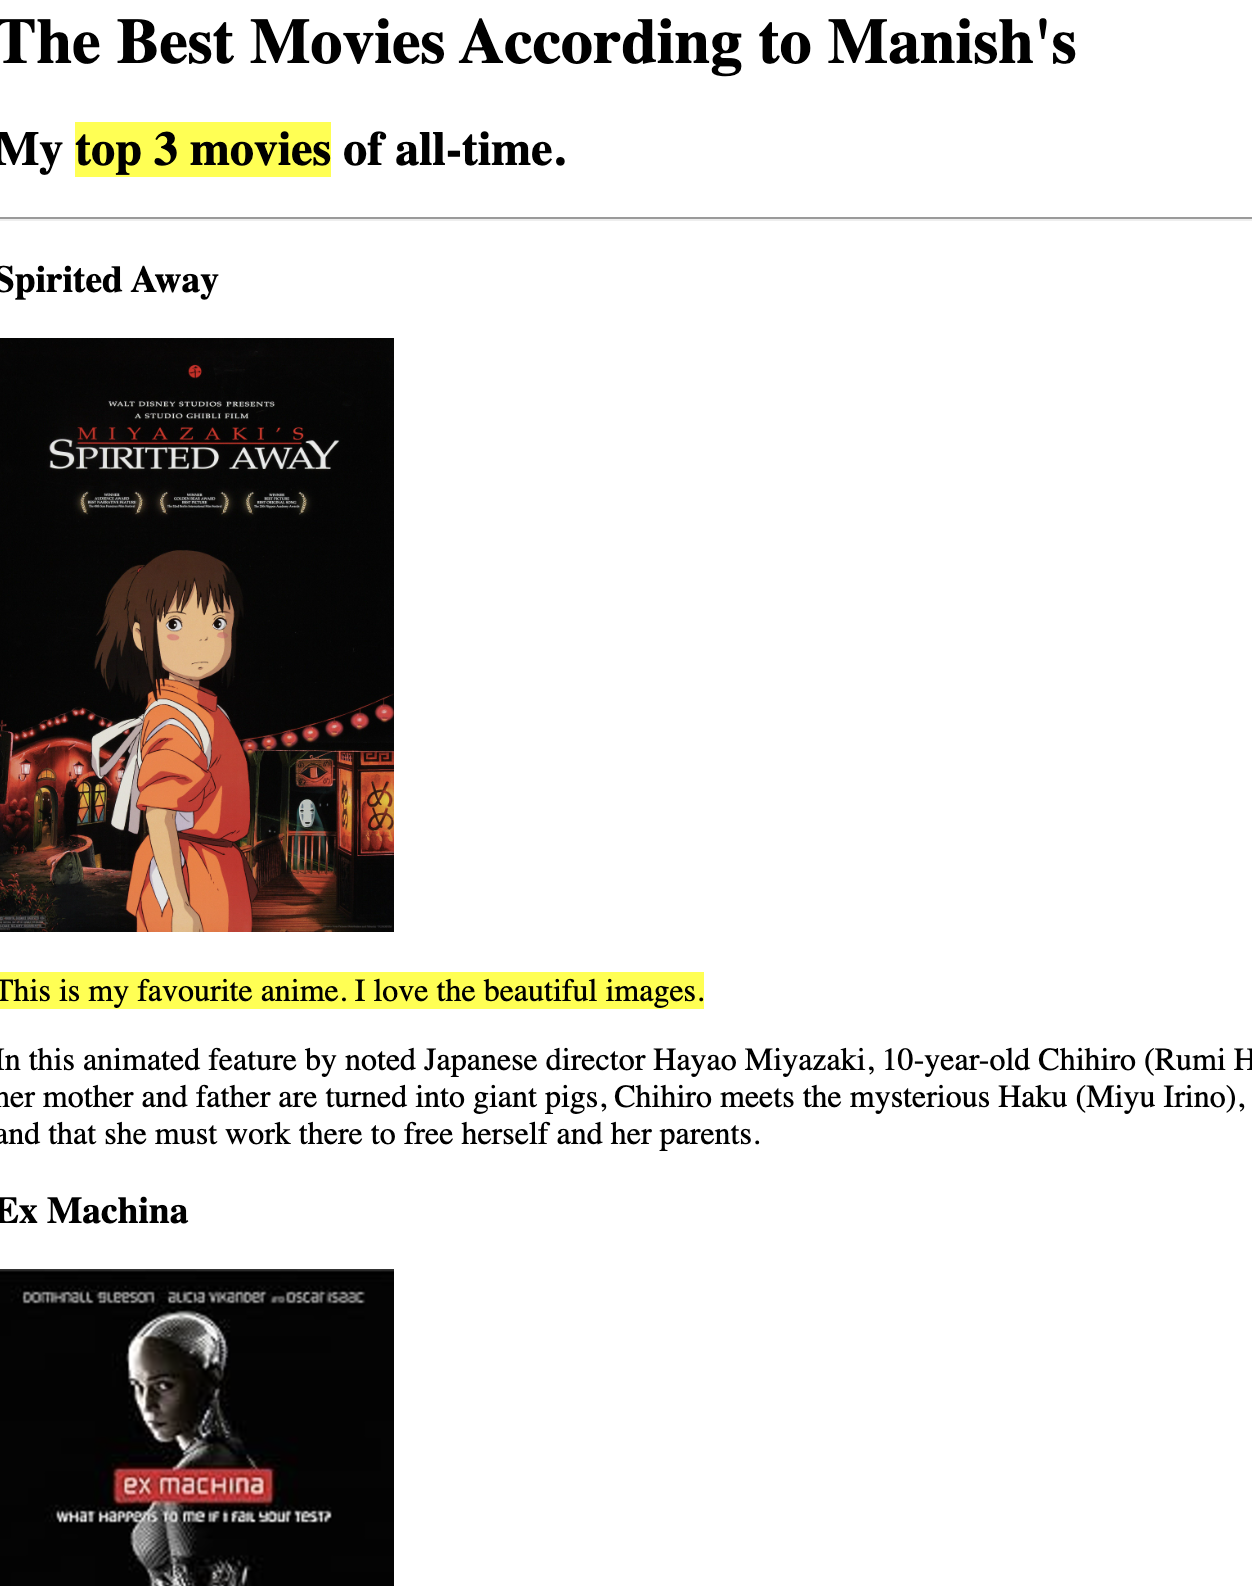 The Best Movies According to Manish's
My top 3 movies of all-time.
Spirited Away
WALT DISNEY STUDIOS PRESENTS
A STUDIO GHIBLI FILM
MIYAZAKI'S
SPIRITED AWAY
This is my favourite anime. I love the beautiful images.
In this animated feature by noted Japanese director Hayao Miyazaki, 10-year-old Chihiro (Rumi H
her mother and father are turned into giant pigs, Chihiro meets the mysterious Haku (Miyu Irino),
and that she must work there to free herself and her parents.
Ex Machina
DOMHNALL GLEESON ALICIA VIKANDER AND OSCAR ISAAC
EX MACHINA
WHAT HAPPENS TO ME IF I FAIL YOUR TEST?